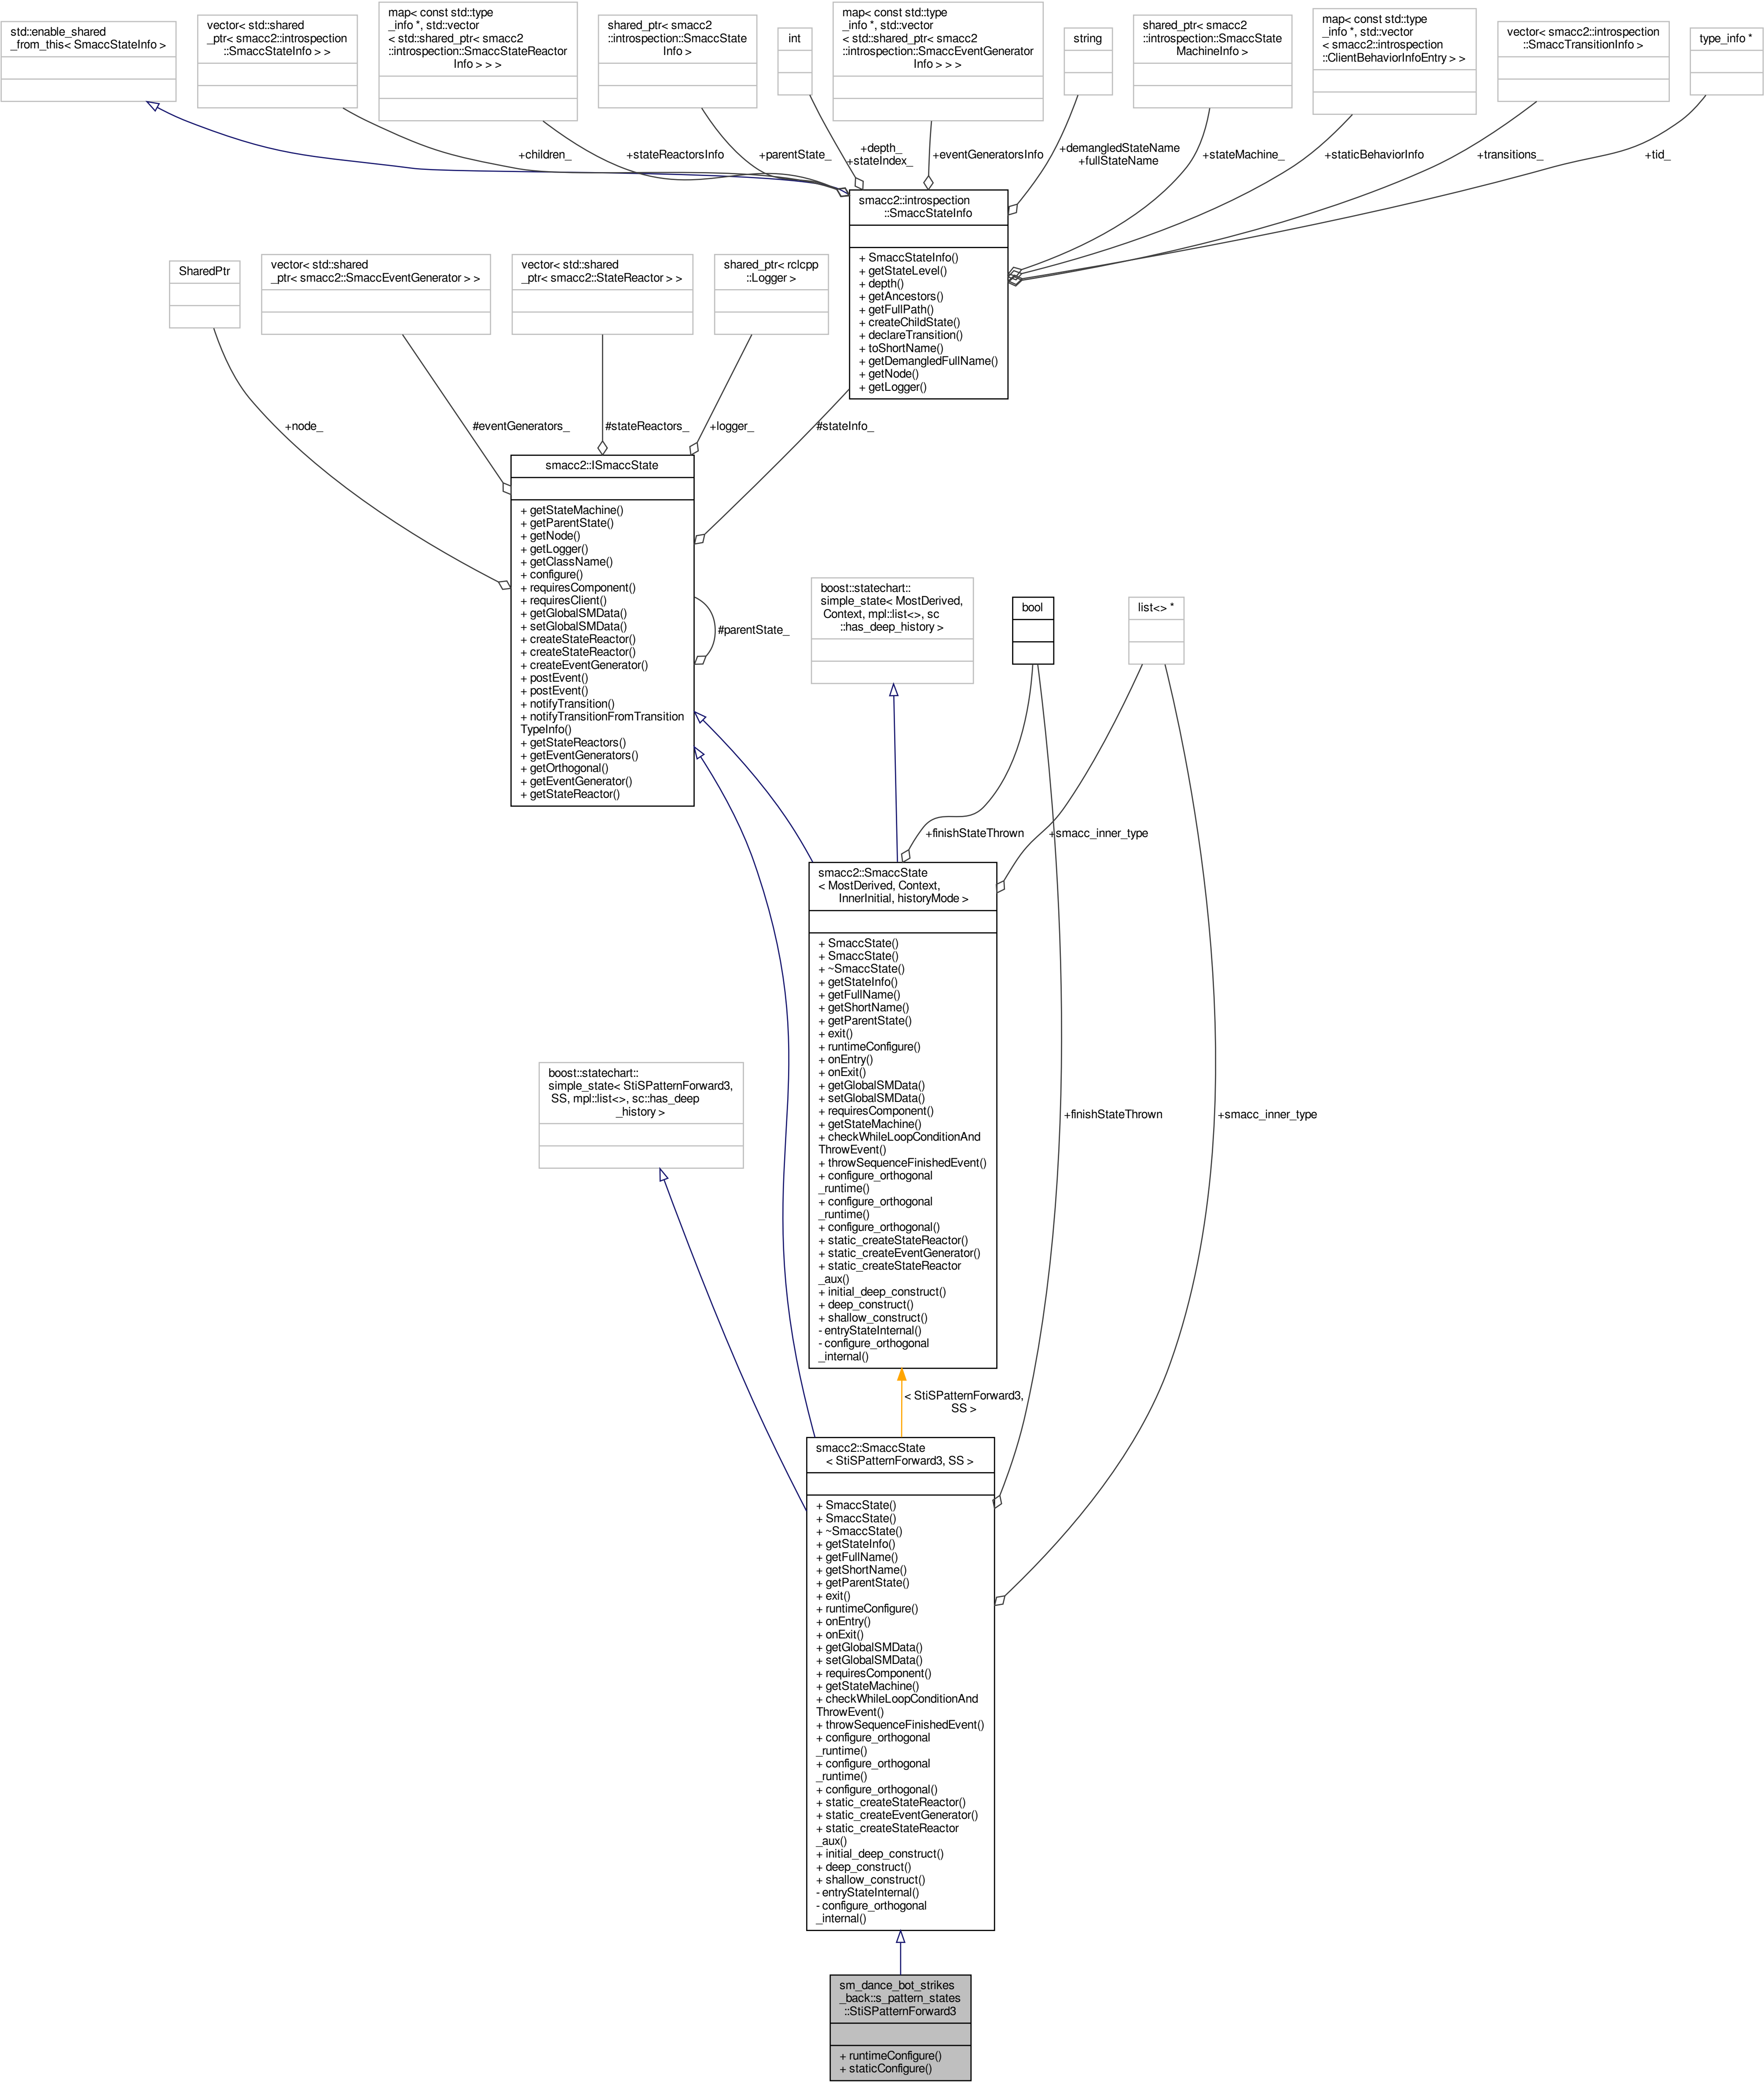 std::enable_shared
_from_this< SmaccStateInfo >
vector< std::shared
_ptr< smacc2::introspection
::SmaccStateInfo > >
map< const std::type
_info *, std::vector
< std::shared_ptr< smacc2
::introspection::SmaccStateReactor
Info > > >
shared_ptr< smacc2
::introspection::SmaccState
Info >
int
map< const std::type
_info *, std::vector
< std::shared_ptr< smacc2
::introspection::SmaccEventGenerator
Info > > >
string
shared_ptr< smacc2
::introspection::SmaccState
MachineInfo >
map< const std::type
_info *, std::vector
< smacc2::introspection
::ClientBehaviorInfoEntry > >
vector< smacc2::introspection
::SmaccTransitionInfo >
type_info *
+children_
+stateReactorsInfo
+parentState_
+depth_
+stateIndex_
+eventGeneratorsInfo
+demangledStateName
+fullStateName
+stateMachine_
+staticBehaviorInfo
+transitions_
+tid_
smacc2::introspection
::SmaccStateInfo
+ SmaccStateInfo()
+ getStateLevel()
+ depth()
+ getAncestors()
+ getFullPath()
+ createChildState()
+ declareTransition()
+ toShortName()
+ getDemangledFullName()
+ getNode()
+ getLogger()
SharedPtr
vector< std::shared
_ptr< smacc2::SmaccEventGenerator > >
vector< std::shared
_ptr< smacc2::StateReactor > >
shared_ptr< rclcpp
::Logger >
+node_
#eventGenerators_
#stateReactors_
+logger_
#stateInfo_
smacc2::ISmaccState
+ getStateMachine()
+ getParentState()
+ getNode()
+ getLogger()
+ getClassName()
+ configure()
+ requiresComponent()
+ requiresClient()
+ getGlobalSMData()
+ setGlobalSMData()
+ createStateReactor()
+ createStateReactor()
+ createEventGenerator()
+ postEvent()
+ postEvent()
+ notifyTransition()
+ notifyTransitionFromTransition
TypeInfo()
+ getStateReactors()
+ getEventGenerators()
+ getOrthogonal()
+ getEventGenerator()
+ getStateReactor()
#parentState_
boost::statechart::
simple_state< MostDerived,
Context, mpl::list<>, sc
::has_deep_history >
bool
list<> *
+finishStateThrown
+smacc_inner_type
smacc2::SmaccState
< MostDerived, Context,
InnerInitial, historyMode >
+ SmaccState()
+ SmaccState()
+ ~SmaccState()
+ getStateInfo()
+ getFullName()
+ getShortName()
+ getParentState()
+ exit()
+ runtimeConfigure()
+ onEntry()
+ onExit()
+ getGlobalSMData()
+ setGlobalSMData()
+ requiresComponent()
+ getStateMachine()
+ checkWhileLoopConditionAnd
ThrowEvent()
+ throwSequenceFinishedEvent()
+ configure_orthogonal
_runtime()
+ configure_orthogonal
_runtime()
+ configure_orthogonal()
+ static_createStateReactor()
+ static_createEventGenerator()
+ static_createStateReactor
_aux()
+ initial_deep_construct()
+ deep_construct()
+ shallow_construct()
- entryStateInternal()
- configure_orthogonal
_internal()
boost::statechart::
simple_state< StiSPatternForward3,
SS, mpl::list<>, sc::has_deep
_history >
+finishStateThrown
+smacc_inner_type
< StiSPatternForward3,
SS >
smacc2::SmaccState
< StiSPatternForward3, SS >
+ SmaccState()
+ SmaccState()
+ ~SmaccState()
+ getStateInfo()
+ getFullName()
+ getShortName()
+ getParentState()
+ exit()
+ runtimeConfigure()
+ onEntry()
+ onExit()
+ getGlobalSMData()
+ setGlobalSMData()
+ requiresComponent()
+ getStateMachine()
+ checkWhileLoopConditionAnd
ThrowEvent()
+ throwSequenceFinishedEvent()
+ configure_orthogonal
_runtime()
+ configure_orthogonal
_runtime()
+ configure_orthogonal()
+ static_createStateReactor()
+ static_createEventGenerator()
+ static_createStateReactor
_aux()
+ initial_deep_construct()
+ deep_construct()
+ shallow_construct()
- entryStateInternal()
- configure_orthogonal
_internal()
sm_dance_bot_strikes
_back::s_pattern_states
::StiSPatternForward3
+ runtimeConfigure()
+ staticConfigure()